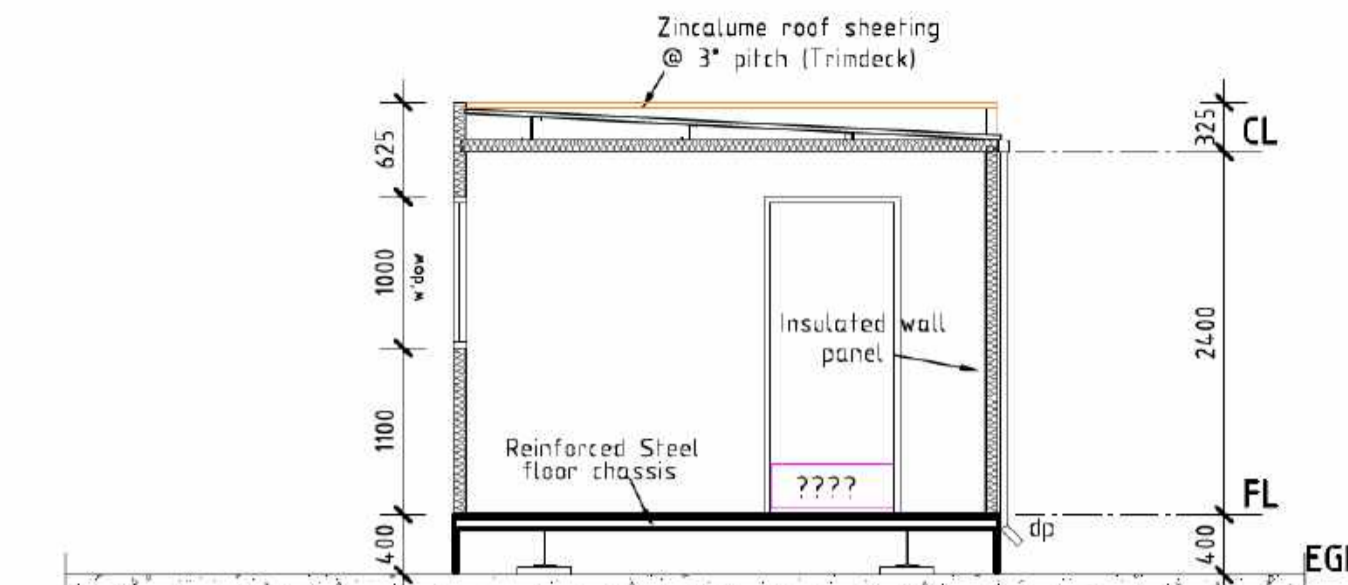 Zincalume roof sheeting
@ 3° pitch (Trimdeck)
625
325
CL
1000
w'dow
Insulated wall
panel
2400
1100
Reinforced Steel
floor chassis
????
FL
400
dp
400